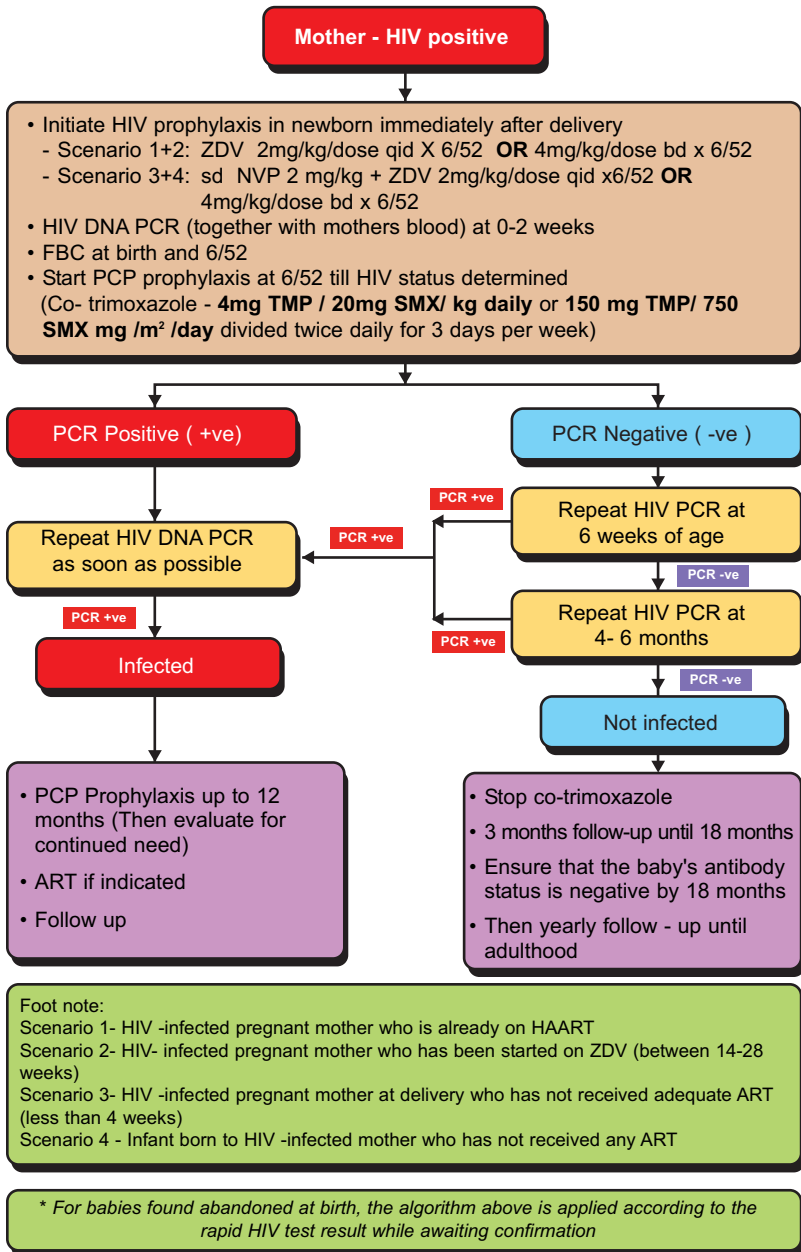 Mother - HIV positive
• Initiate HIV prophylaxis in newborn immediately after delivery
- Scenario 1+2: ZDV 2mg/kg/dose qid X 6/52 OR 4mg/kg/dose bd x 6/52
- Scenario 3+4: sd NVP 2 mg/kg + ZDV 2mg/kg/dose qid x6/52 OR
4mg/kg/dose bd x 6/52
• HIV DNA PCR (together with mothers blood) at 0-2 weeks
• FBC at birth and 6/52
• Start PCP prophylaxis at 6/52 till HIV status determined
(Co- trimoxazole - 4mg TMP / 20mg SMX/ kg daily or 150 mg TMP/ 750
SMX mg /m² /day divided twice daily for 3 days per week)
PCR Positive ( +ve)
PCR Negative ( -ve )
Repeat HIV DNA PCR
as soon as possible
PCR +ve
PCR +ve
Repeat HIV PCR at
6 weeks of age
PCR -ve
PCR +ve
Repeat HIV PCR at
4- 6 months
PCR +ve
Infected
PCR -ve
Not infected
• PCP Prophylaxis up to 12
months (Then evaluate for
continued need)
• ART if indicated
• Follow up
• Stop co-trimoxazole
• 3 months follow-up until 18 months
• Ensure that the baby's antibody
status is negative by 18 months
• Then yearly follow - up until
adulthood
Foot note:
Scenario 1- HIV -infected pregnant mother who is already on HAART
Scenario 2- HIV- infected pregnant mother who has been started on ZDV (between 14-28
weeks)
Scenario 3- HIV -infected pregnant mother at delivery who has not received adequate ART
(less than 4 weeks)
Scenario 4 - Infant born to HIV -infected mother who has not received any ART
* For babies found abandoned at birth, the algorithm above is applied according to the
rapid HIV test result while awaiting confirmation